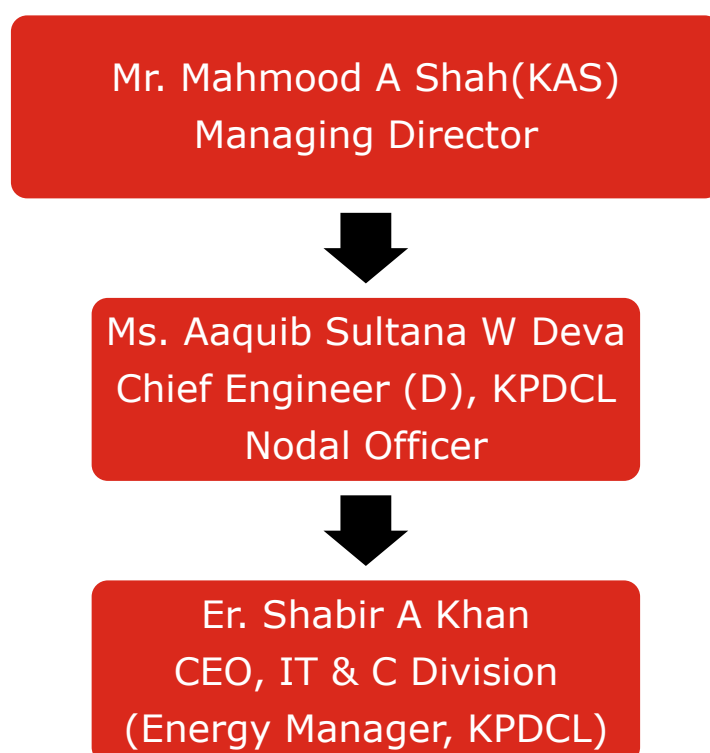 Mr. Mahmood A Shah(KAS)
Managing Director
Ms. Aaquib Sultana W Deva
Chief Engineer (D), KPDCL
Nodal Officer
Er. Shabir A Khan
CEO, IT & C Division
(Energy Manager, KPDCL)